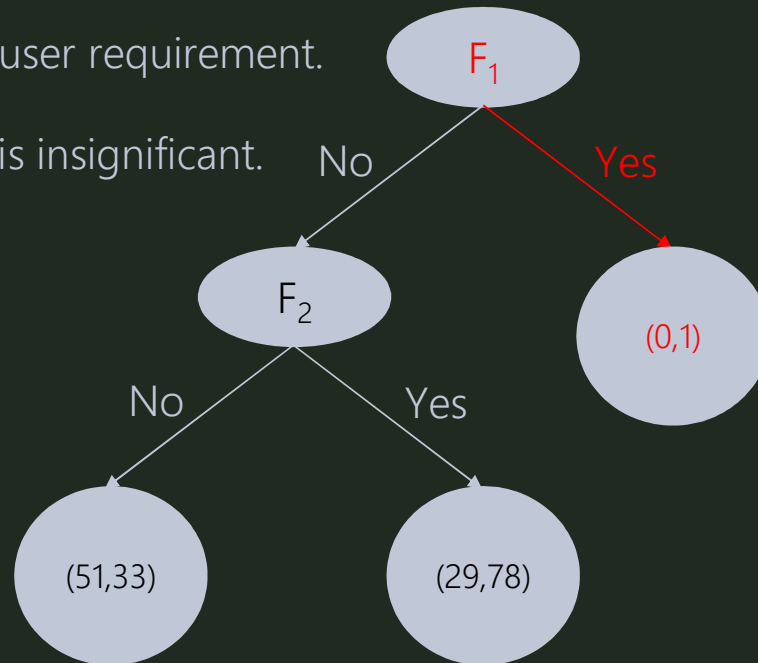 user requirement.
F₁
is insignificant.
No
Yes
F₂
(0,1)
No
Yes
(51,33)
(29,78)